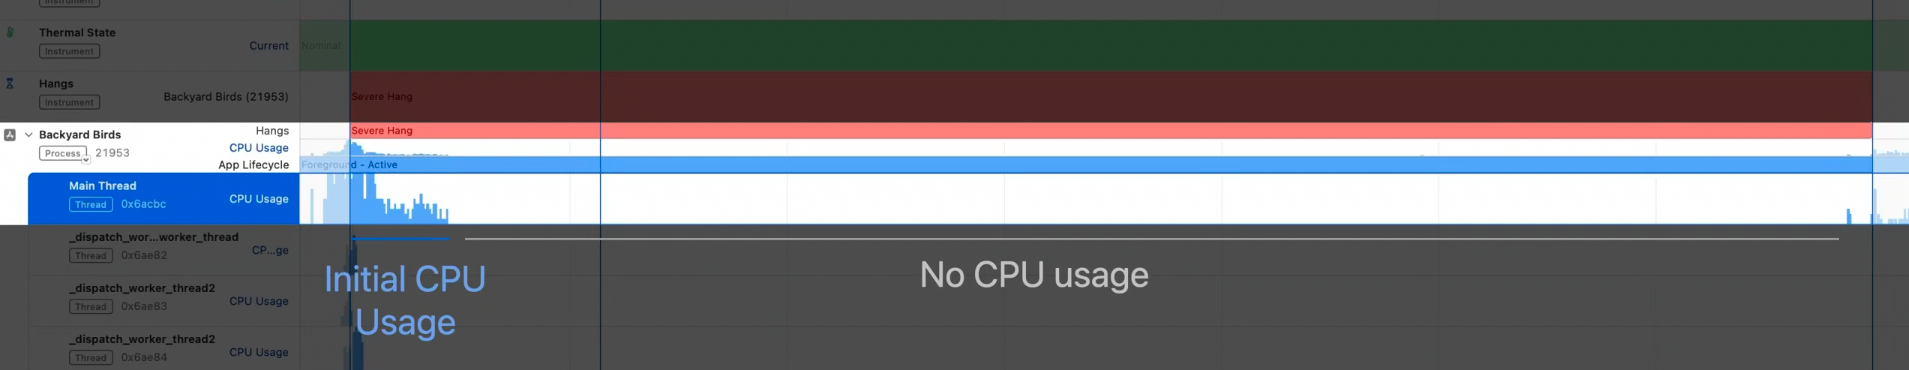 Instrument
Thermal State
Instrument
Current
Nominal
Hangs
Instrument
Backyard Birds (21953)
Severe Hang
Backyard Birds
Process
21953
Hangs
CPU Usage
App Lifecycle
Severe Hang
Foreground - Active
Main Thread
Thread 0x6acbc
CPU Usage
_dispatch_wor...worker_thread
Thread 0x6ae82
CP...ge
_dispatch_worker_thread2
Thread 0x6ae83
CPU Usage
_dispatch_worker_thread2
Thread 0x6ae84
CPU Usage
Initial CPU
Usage
No CPU usage